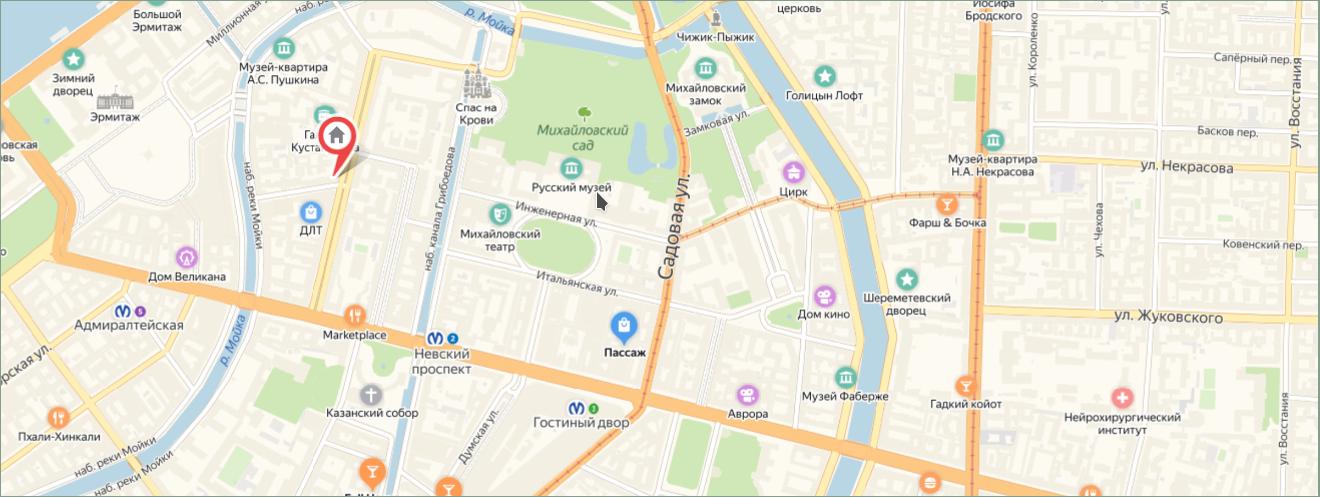 Большой
Эрмитаж
Миллионная
наб.
р. Мойка
церковь
Иосифа
Бродского
Чижик-Пыжик
ул. Короленко
ул.
Сапёрный пер.
ул. Восстания
Зимний
дворец
Эрмитаж
Музей-квартира
А.С. Пушкина
Спас на
Крови
Михайловский
замок
Голицын Лофт
Замковая ул.
Михайловский
сад
Басков пер.
ул. Некрасова
Музей-квартира
Н.А. Некрасова
Русский музей
Цирк
Фарш & Бочка
ДЛТ
наб. реки Мойки
наб. канала Грибоедова
Инженерная ул.
Михайловский
театр
Садовая ул.
ул. Чехова
Ковенский пер.
Дом Великана
Итальянская ул.
Шереметевский
дворец
Дом кино
ул. Жуковского
5
Адмиралтейская
р. Мойка
Marketplace
2
Невский
проспект
Пассаж
Музей Фаберже
Казанский собор
3
Гостиный двор
Аврора
Гадкий койот
Нейрохирургический
институт
Пхали-Хинкали
Думская ул.
ул. Восстания
наб. реки Мойки
наб. реки Мойки